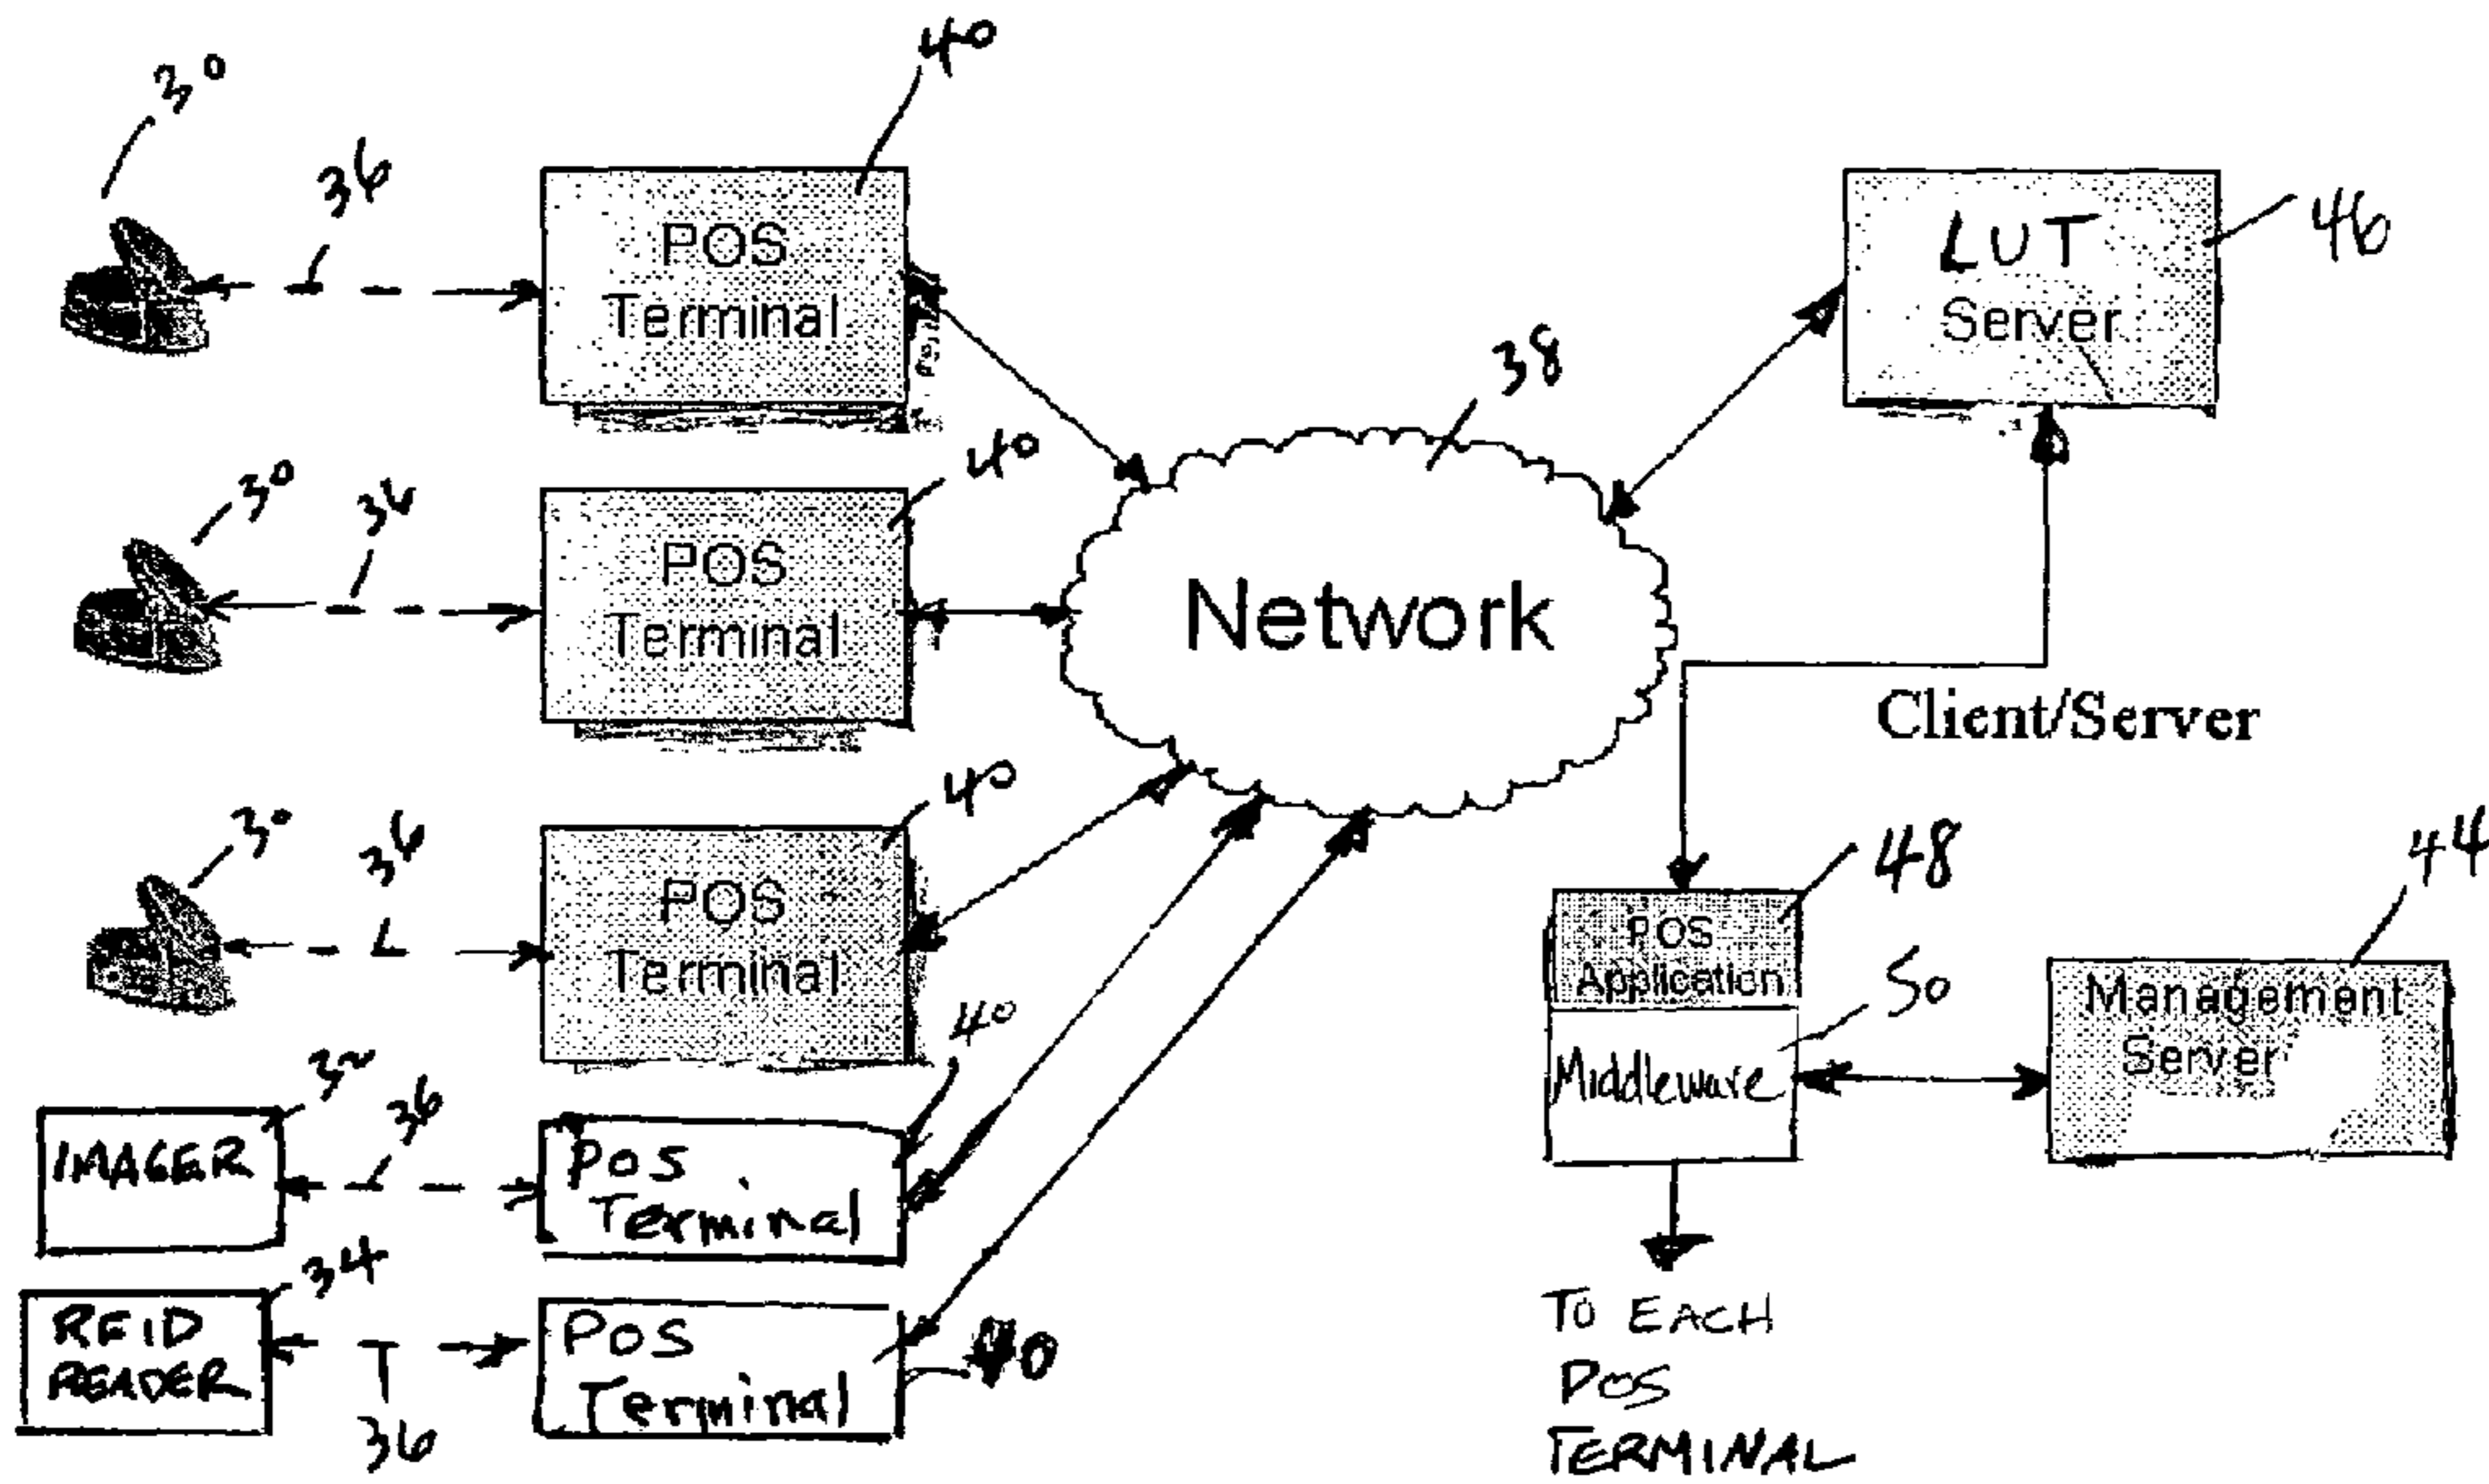 30
36
40
POS
Terminal
LUT
Server
46
30
36
40
POS
Terminal
38
Network
Client/Server
30
36
40
POS
Terminal
48
POS
Application
50
Middleware
44
Management
Server
32
IMAGER
36
40
POS
Terminal
34
RFID
READER
36
40
POS
Terminal
TO EACH
POS
TERMINAL